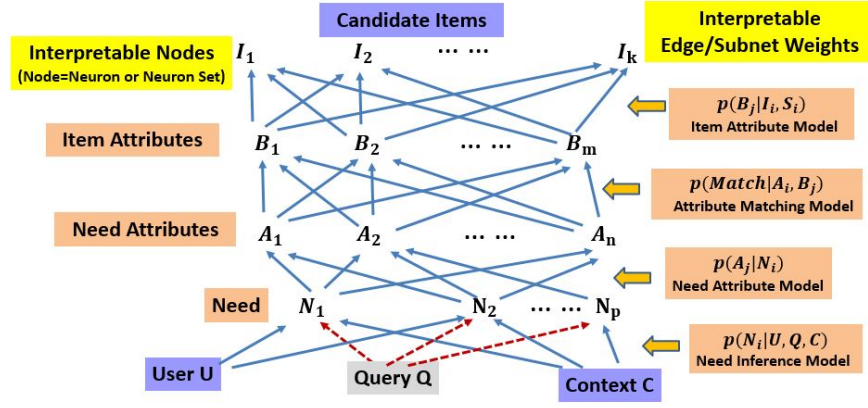 Candidate Items
Interpretable
Edge/Subnet Weights
Interpretable Nodes
(Node=Neuron or Neuron Set)
I₁ I₂ ··· ··· Iₖ
p(Bⱼ|Iᵢ, Sᵢ)
Item Attribute Model
Item Attributes
B₁ B₂ ··· ··· Bₘ
p(Match|Aᵢ, Bⱼ)
Attribute Matching Model
Need Attributes
A₁ A₂ ··· ··· Aₙ
p(Aⱼ|Nᵢ)
Need Attribute Model
Need
N₁ N₂ ··· ··· Nₚ
p(Nᵢ|U, Q, C)
Need Inference Model
User U
Query Q
Context C